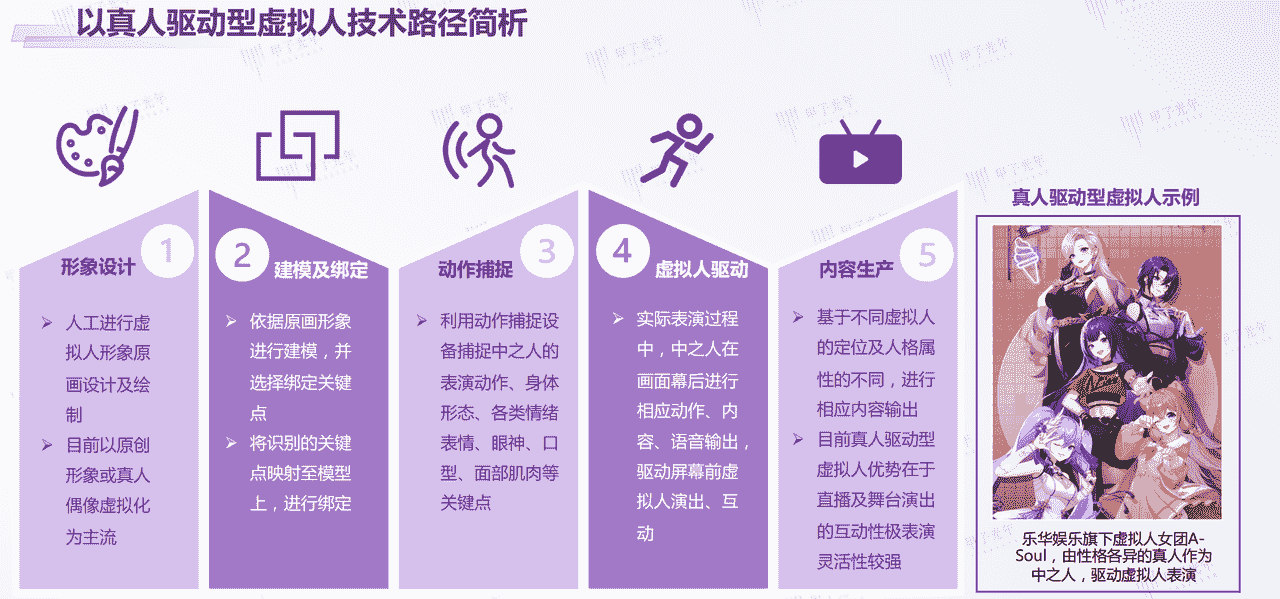 以真人驱动型虚拟人技术路径简析
1
形象设计
人工进行虚
拟人形象原
画设计及绘
制
目前以原创
形象或真人
偶像虚拟化
为主流
2
建模及绑定
依据原画形象
进行建模，并
选择绑定关键
点
将识别的关键
点映射至模型
上，进行绑定
3
动作捕捉
利用动作捕捉设
备捕捉中之人的
表演动作、身体
形态、各类情绪
表情、眼神、口
型、面部肌肉等
关键点
4
虚拟人驱动
实际表演过程
中，中之人在
画面幕后进行
相应动作、内
容、语音输出，
驱动屏幕前虚
拟人演出、互
动
5
内容生产
基于不同虚拟人
的定位及人格属
性的不同，进行
相应内容输出
目前真人驱动型
虚拟人优势在于
直播及舞台演出
的互动性极表演
灵活性较强
真人驱动型虚拟人示例
乐华娱乐旗下虚拟人女团A-
Soul，由性格各异的真人作为
中之人，驱动虚拟人表演
甲子光年